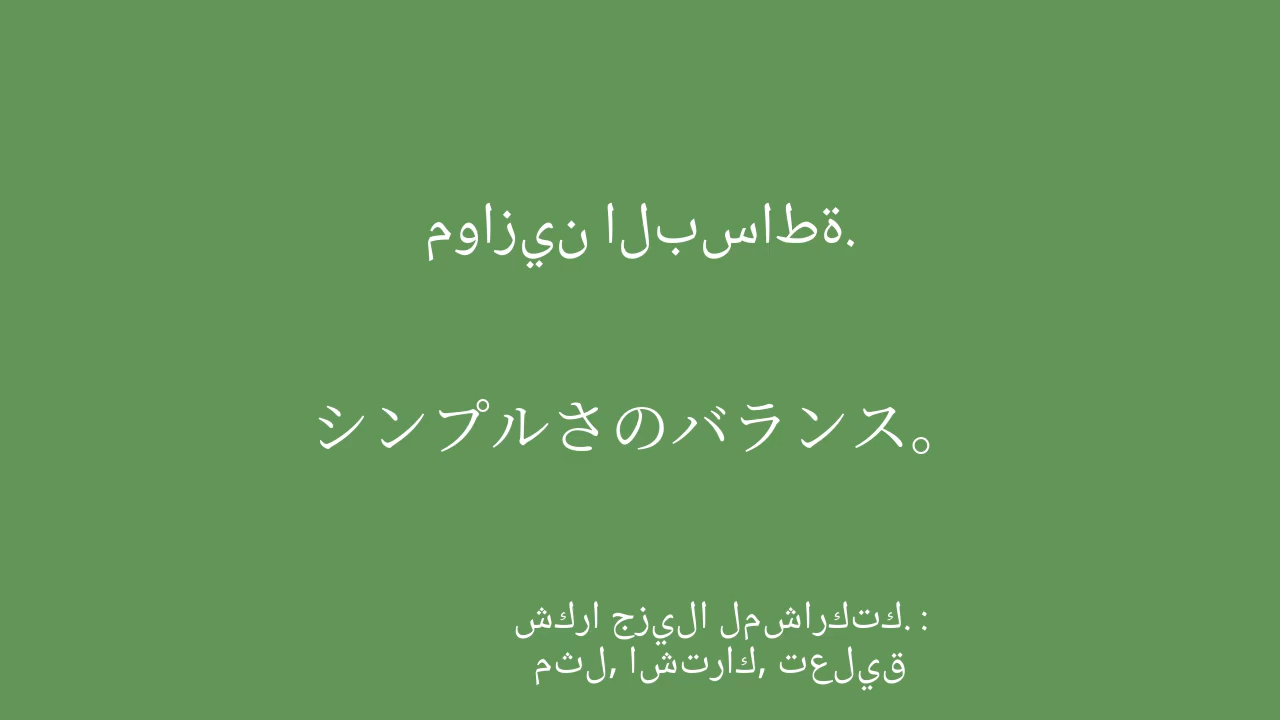 موازين البساطة.
シンプルさのバランス。
شكرا جزيلا لمشاركتك. :
مثل, اشتراك, تعليق